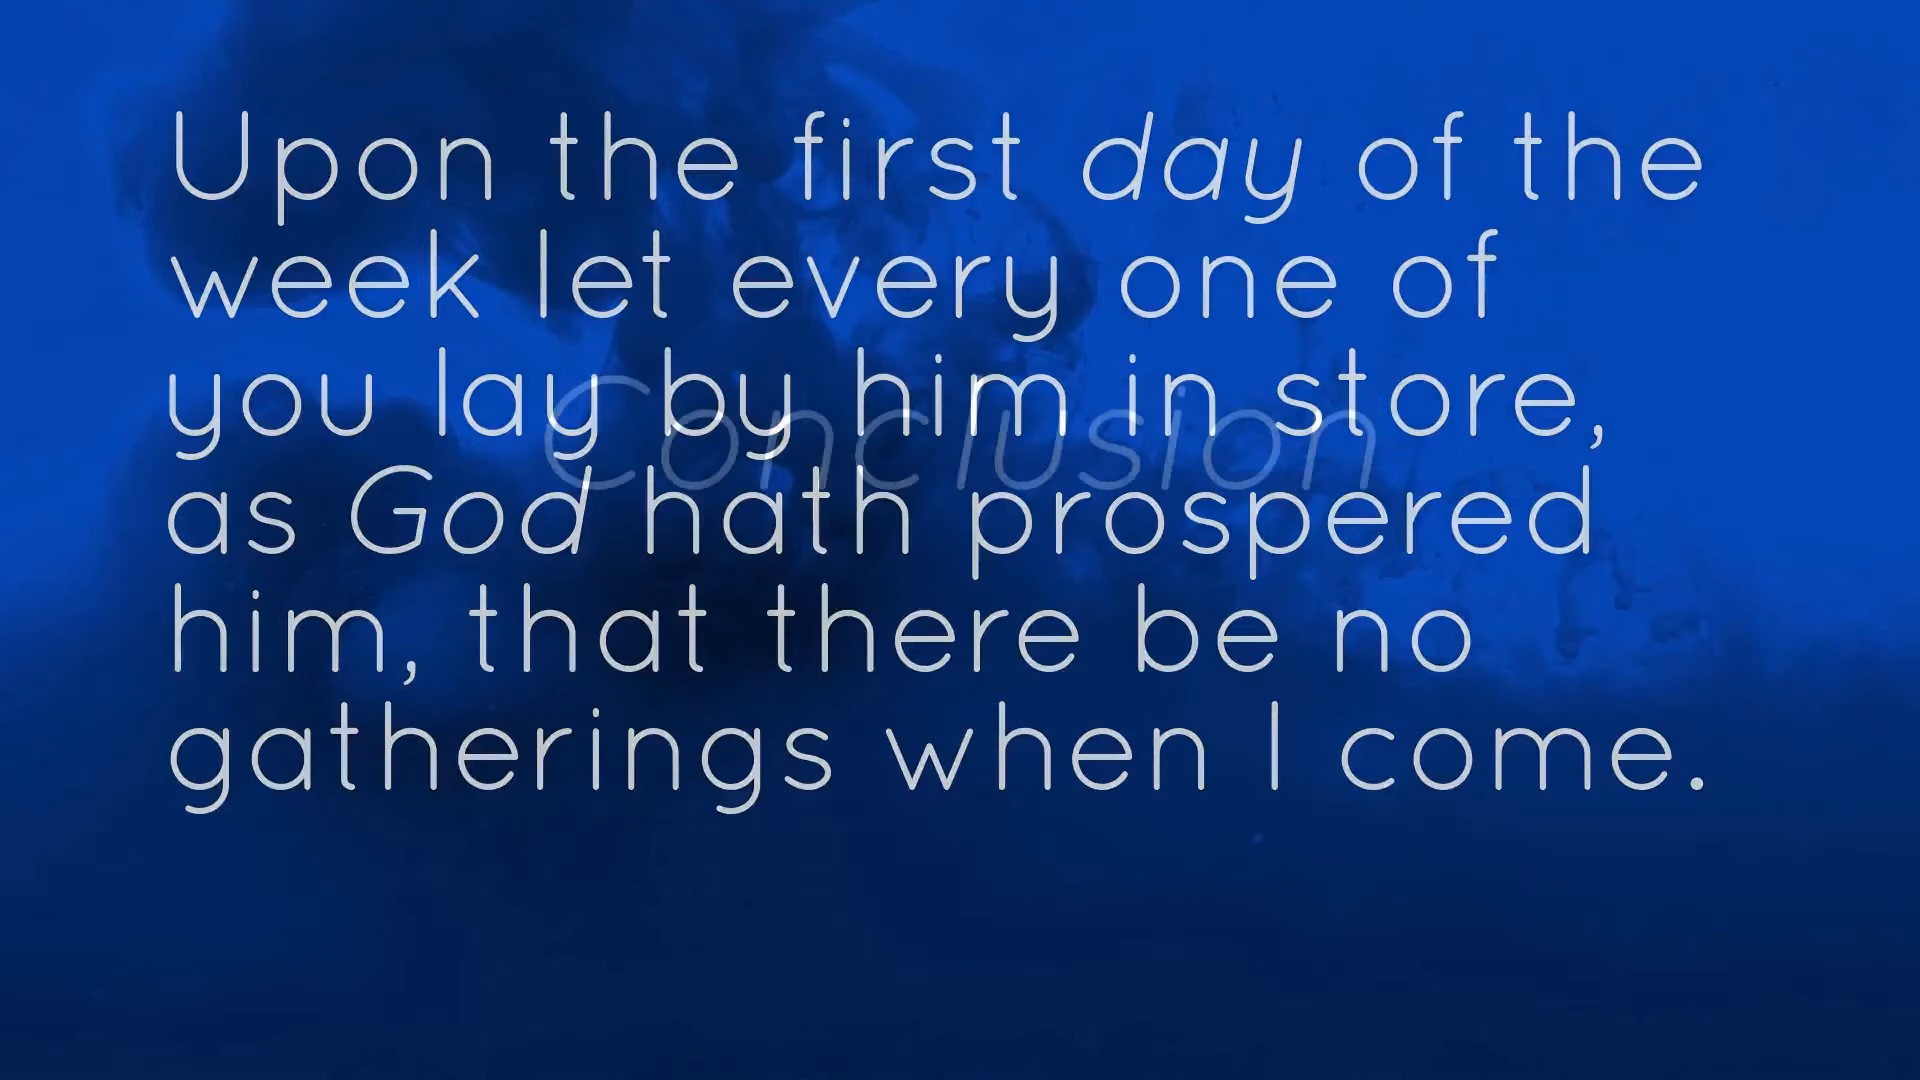 Upon the first day of the
week let every one of
you lay by him in store,
Conclusion
as God hath prospered
him, that there be no
gatherings when I come.